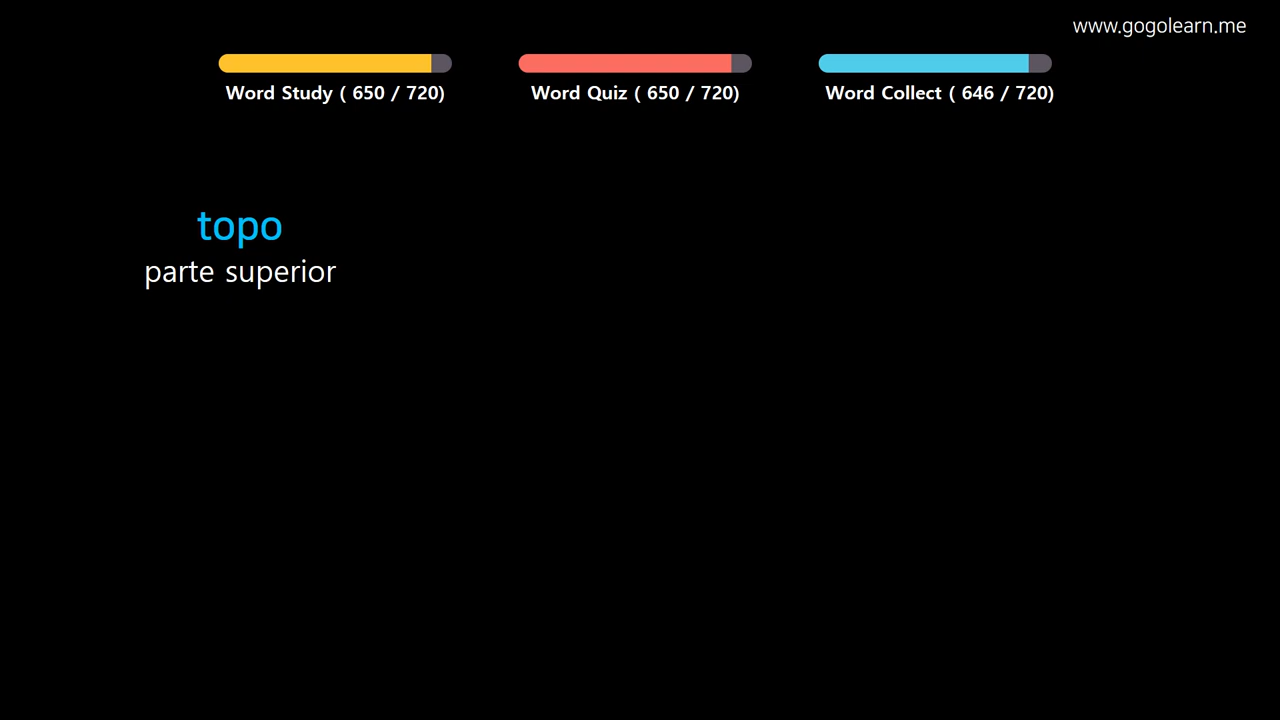 www.gogolearn.me
Word Study ( 650 / 720)
Word Quiz ( 650 / 720)
Word Collect ( 646 / 720)
topo
parte superior